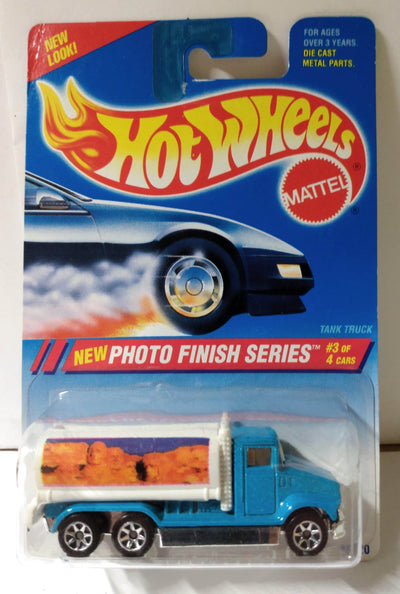 NEW
LOOK!
FOR AGES
OVER 3 YEARS.
DIE CAST
METAL PARTS.
HOT WHEELS®
MATTEL®
TANK TRUCK
NEW PHOTO FINISH SERIES™ #3 OF
4 CARS